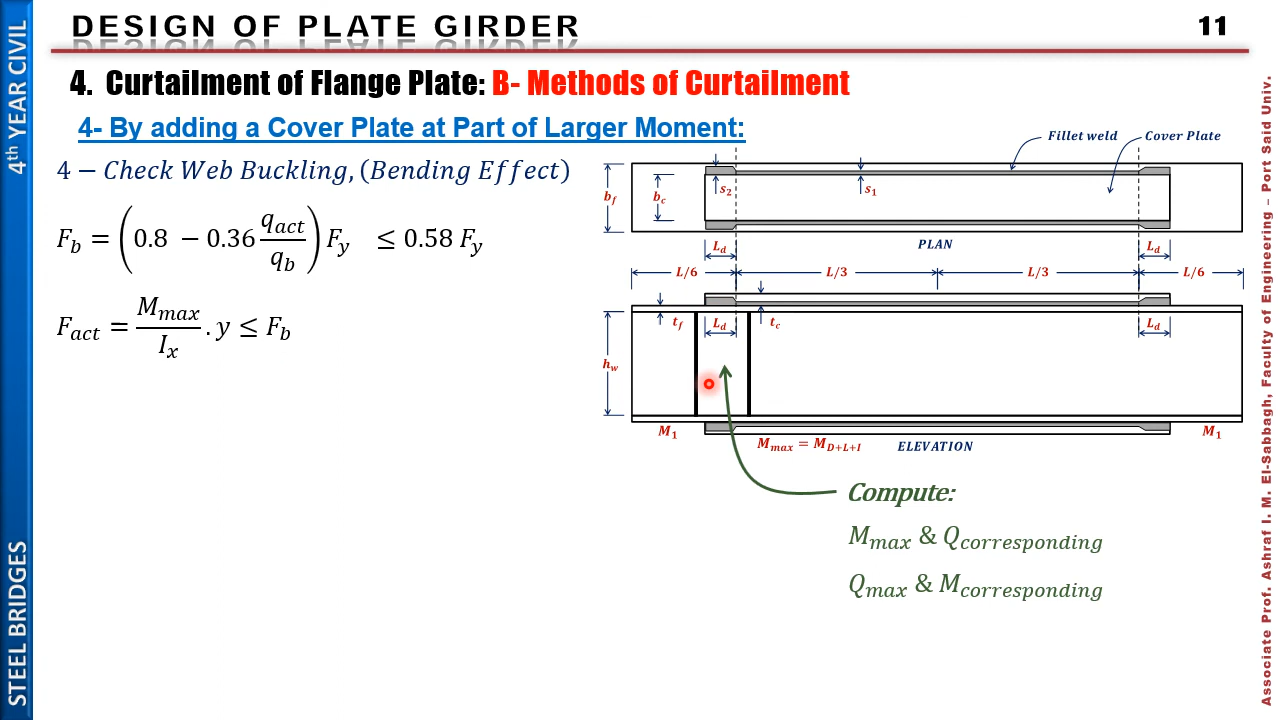 DESIGN OF PLATE GIRDER
11
4. Curtailment of Flange Plate: B- Methods of Curtailment
4- By adding a Cover Plate at Part of Larger Moment:
4 − Check Web Buckling, (Bending Effect)
F_b = (0.8 − 0.36 q_act/q_b) F_y ≤ 0.58 F_y
F_act = M_max/I_x . y ≤ F_b
Fillet weld
Cover Plate
b_f
b_c
s_2
s_1
L_d
PLAN
L_d
L/6
L/3
L/3
L/6
t_f
L_d
t_c
L_d
h_w
M_1
M_max = M_D+L+I
ELEVATION
M_1
Compute:
M_max & Q_corresponding
Q_max & M_corresponding
4th YEAR CIVIL
STEEL BRIDGES
Associate Prof. Ashraf I. M. El-Sabbagh, Faculty of Engineering – Port Said Univ.